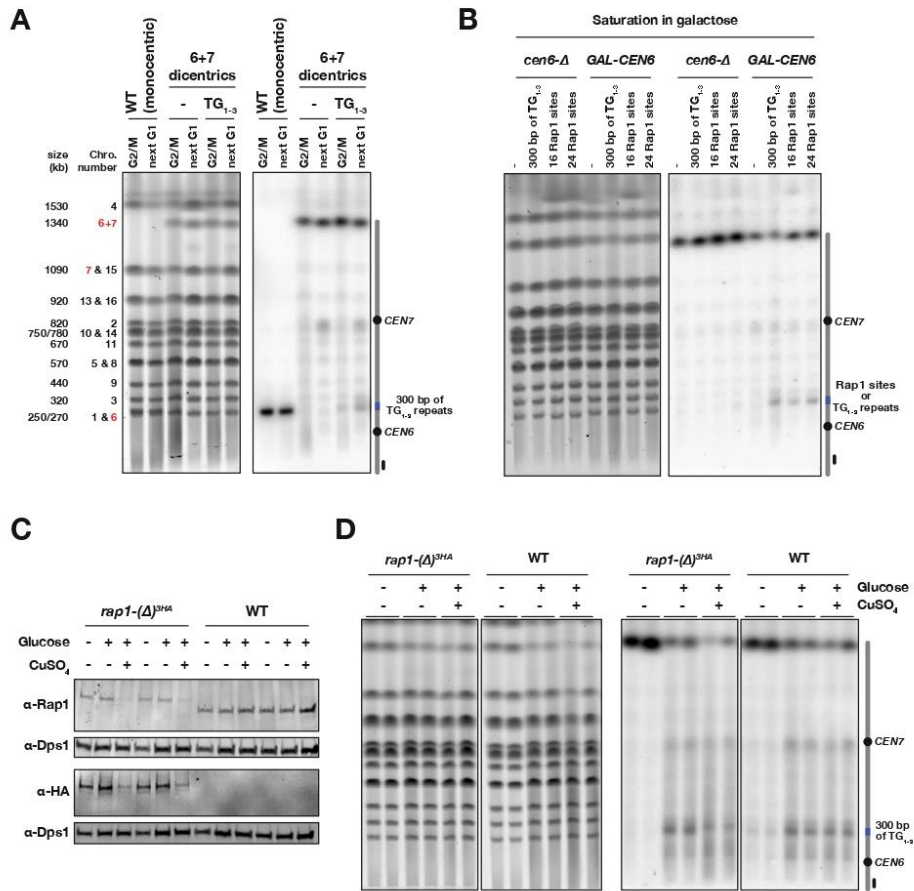 A
WT
(monocentric)
6+7
dicentrics
-
TG1-3
G2/M
next G1
G2/M
next G1
G2/M
next G1
WT
(monocentric)
6+7
dicentrics
-
TG1-3
G2/M
next G1
G2/M
next G1
G2/M
next G1
size
(kb)
Chro.
number
1530 4
1340 6+7
1090 7 & 15
920 13 & 16
820 2
750/780 10 & 14
670 11
570 5 & 8
440 9
320 3
250/270 1 & 6
CEN7
300 bp of
TG1-3 repeats
CEN6
B
Saturation in galactose
cen6-Δ GAL-CEN6 cen6-Δ GAL-CEN6
-
300 bp of TG1-3
16 Rap1 sites
24 Rap1 sites
-
300 bp of TG1-3
16 Rap1 sites
24 Rap1 sites
-
300 bp of TG1-3
16 Rap1 sites
24 Rap1 sites
-
300 bp of TG1-3
16 Rap1 sites
24 Rap1 sites
CEN7
Rap1 sites
or
TG1-3 repeats
CEN6
C
rap1-(Δ)3HA WT
Glucose - + + - + + - + + - + +
CuSO4 - - + - - + - - + - - +
α-Rap1
α-Dps1
α-HA
α-Dps1
D
rap1-(Δ)3HA WT rap1-(Δ)3HA WT
- + + - + + - + + - + + Glucose
+ + + + CuSO4
CEN7
300 bp
of TG1-3
CEN6